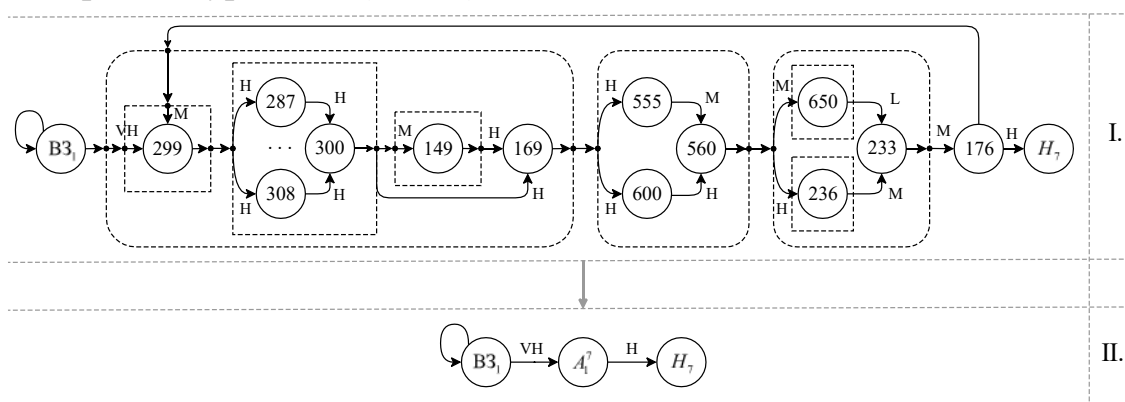 H 287 H
M 650 L
H 555 M
VH M
M H M H
ВЗ₁ 299 · · · 300 149 169 560 233 176 H₇ I.
H 308 H H
H 600 H
H 236 M
VH H
ВЗ₁ A₁⁷ H₇ II.